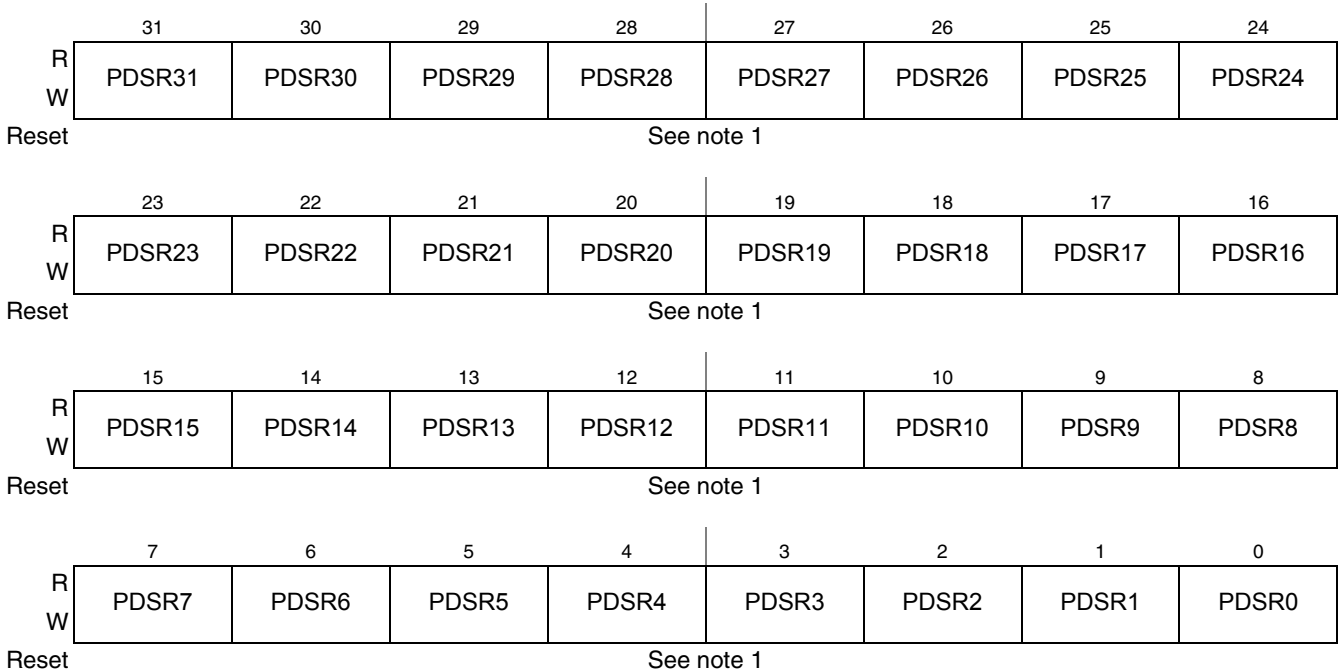 31 30 29 28 27 26 25 24
R
W
PDSR31 PDSR30 PDSR29 PDSR28 PDSR27 PDSR26 PDSR25 PDSR24
Reset See note 1
23 22 21 20 19 18 17 16
R
W
PDSR23 PDSR22 PDSR21 PDSR20 PDSR19 PDSR18 PDSR17 PDSR16
Reset See note 1
15 14 13 12 11 10 9 8
R
W
PDSR15 PDSR14 PDSR13 PDSR12 PDSR11 PDSR10 PDSR9 PDSR8
Reset See note 1
7 6 5 4 3 2 1 0
R
W
PDSR7 PDSR6 PDSR5 PDSR4 PDSR3 PDSR2 PDSR1 PDSR0
Reset See note 1